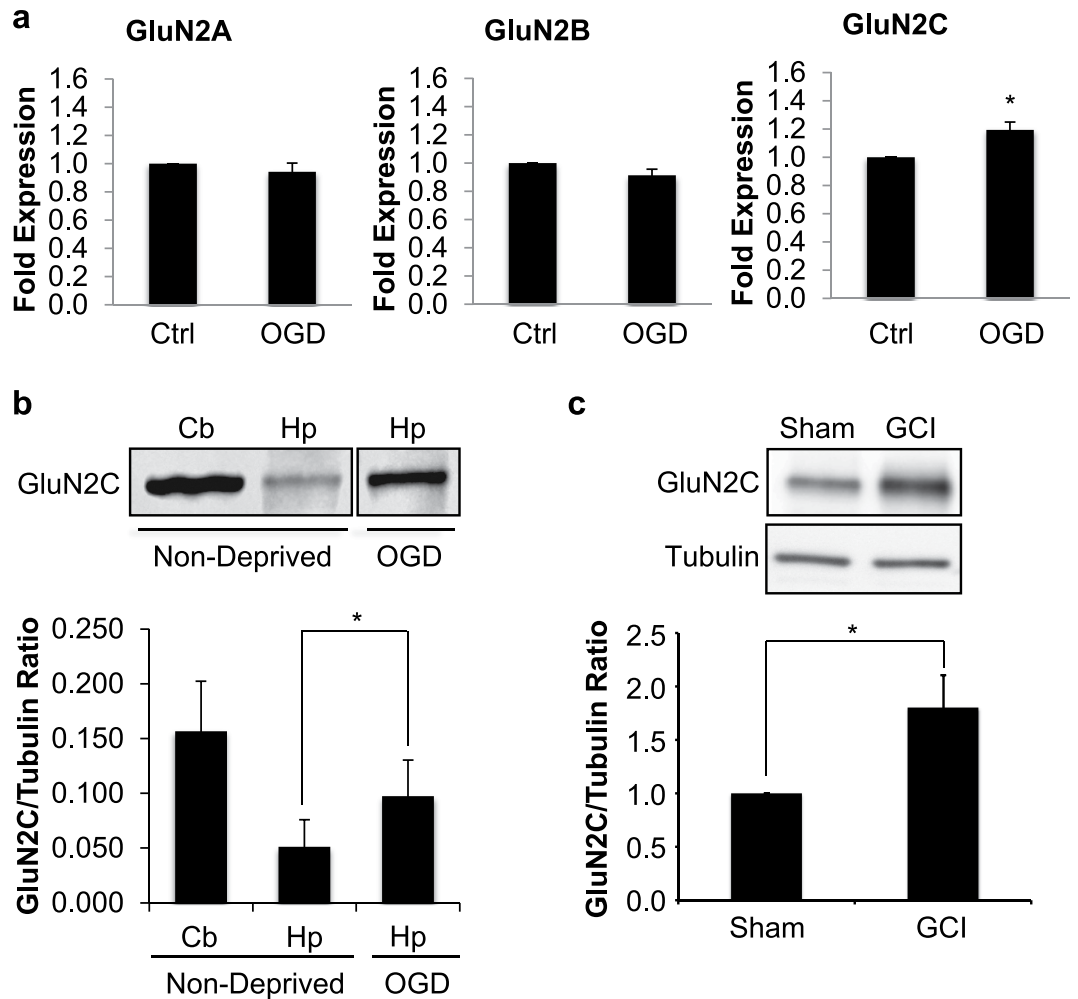 a
GluN2A
GluN2B
GluN2C
Fold Expression
1.6
1.4
1.2
1.0
0.8
0.6
0.4
0.2
0.0
Ctrl OGD
Fold Expression
1.6
1.4
1.2
1.0
0.8
0.6
0.4
0.2
0.0
Ctrl OGD
Fold Expression
1.6
1.4
1.2
1.0
0.8
0.6
0.4
0.2
0.0
*
Ctrl OGD
b
Cb Hp Hp
GluN2C
Non-Deprived OGD
GluN2C/Tubulin Ratio
0.250
0.200
0.150
0.100
0.050
0.000
*
Cb Hp Hp
Non-Deprived OGD
c
Sham GCI
GluN2C
Tubulin
GluN2C/Tubulin Ratio
2.5
2.0
1.5
1.0
0.5
0.0
*
Sham GCI